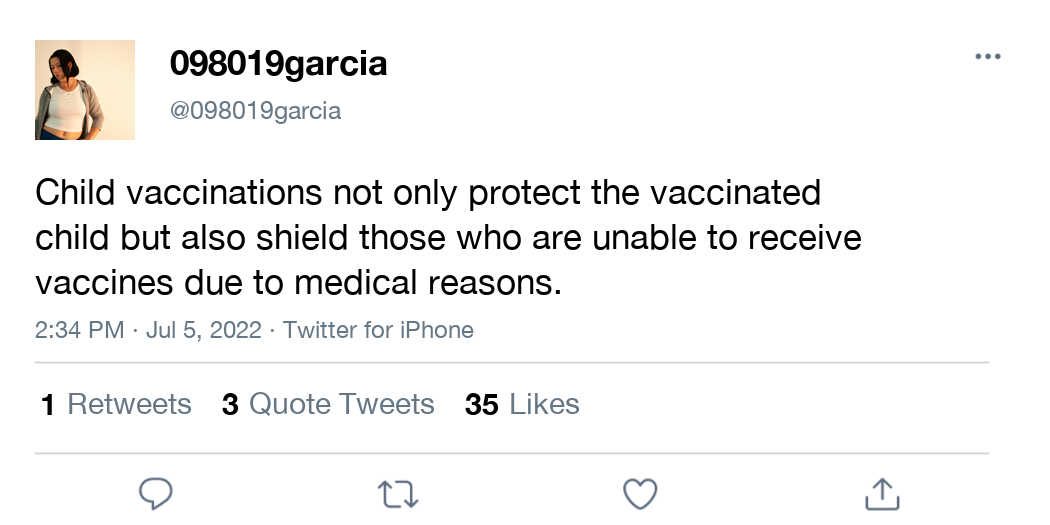 098019garcia
@098019garcia
Child vaccinations not only protect the vaccinated
child but also shield those who are unable to receive
vaccines due to medical reasons.
2:34 PM · Jul 5, 2022 · Twitter for iPhone
1 Retweets 3 Quote Tweets 35 Likes